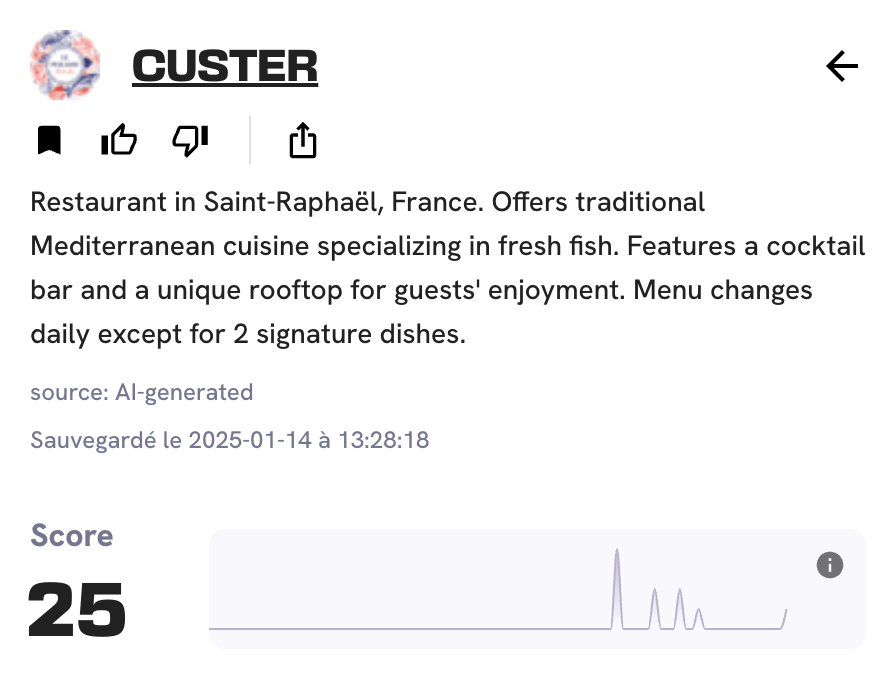 CUSTER
Restaurant in Saint-Raphaël, France. Offers traditional
Mediterranean cuisine specializing in fresh fish. Features a cocktail
bar and a unique rooftop for guests' enjoyment. Menu changes
daily except for 2 signature dishes.
source: AI-generated
Sauvegardé le 2025-01-14 à 13:28:18
Score
25